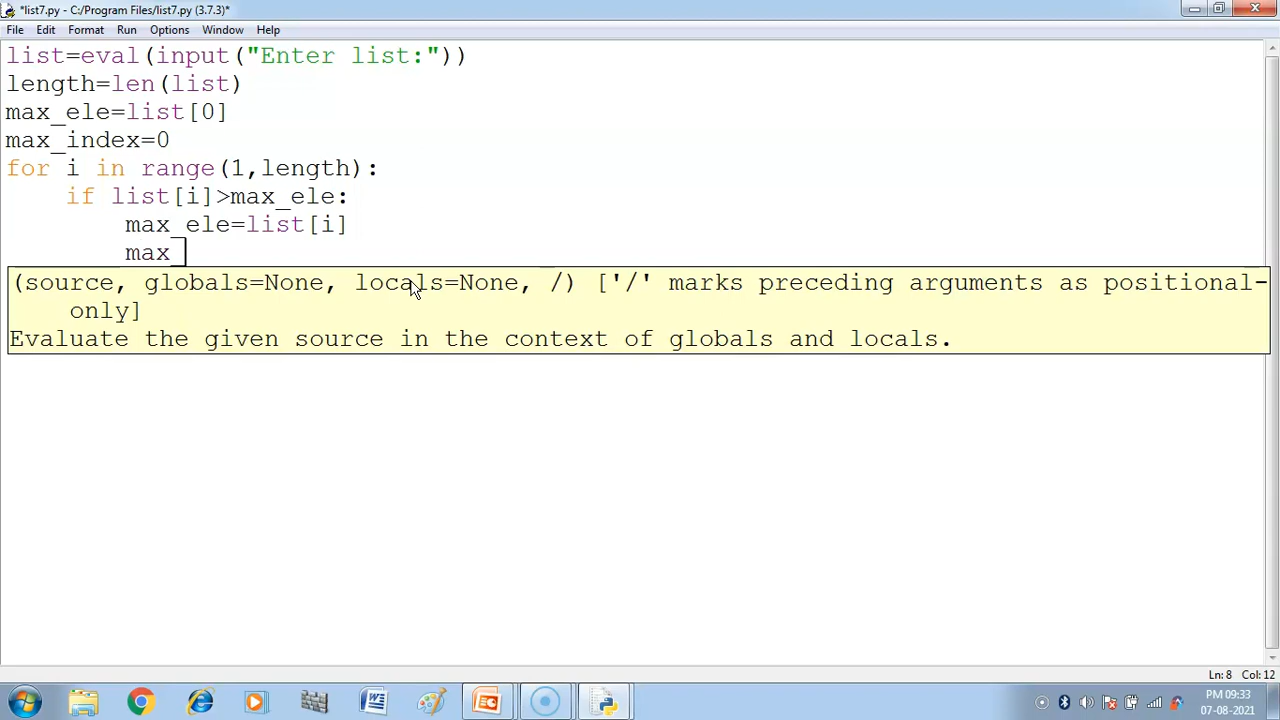 *list7.py - C:/Program Files/list7.py (3.7.3)*
File Edit Format Run Options Window Help
list=eval(input("Enter list:"))
length=len(list)
max_ele=list[0]
max_index=0
for i in range(1,length):
    if list[i]>max_ele:
        max_ele=list[i]
        max_
(source, globals=None, locals=None, /) ['/' marks preceding arguments as positional-
only]
Evaluate the given source in the context of globals and locals.
Ln: 8 Col: 12
PM 09:33
07-08-2021